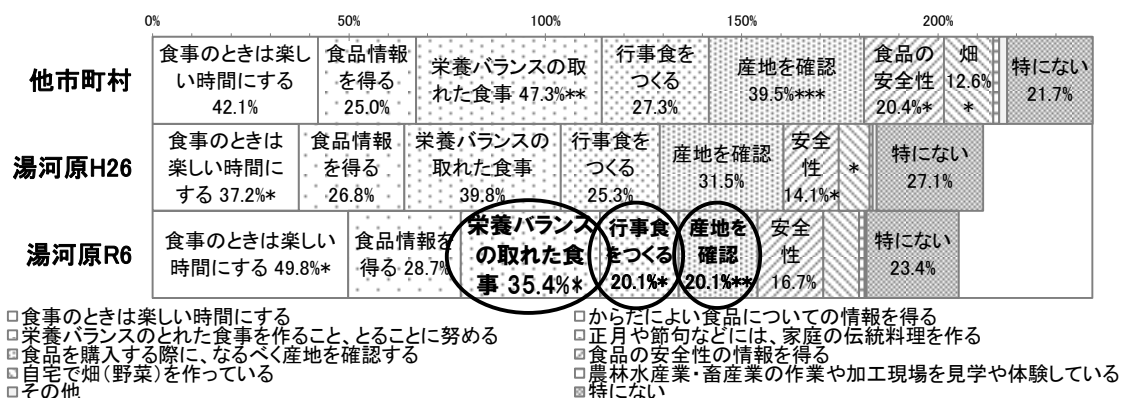 0% 50% 100% 150% 200%
他市町村
食事のときは楽し
い時間にする
42.1%
食品情報
を得る
25.0%
栄養バランスの取
れた食事 47.3%**
行事食を
つくる
27.3%
産地を確認
39.5%***
食品の
安全性
20.4%*
畑
12.6%
*
特にない
21.7%
湯河原H26
食事のときは
楽しい時間に
する 37.2%*
食品情報
を得る
26.8%
栄養バランスの
取れた食事
39.8%
行事食を
つくる
25.3%
産地を確認
31.5%
安全
性
14.1%*
*
特にない
27.1%
湯河原R6
食事のときは楽しい
時間にする 49.8%*
食品情報を
得る 28.7%
栄養バランス
の取れた食
事 35.4%*
行事食
をつくる
20.1%*
産地を
確認
20.1%**
安全
性
16.7%
特にない
23.4%
食事のときは楽しい時間にする
からだによい食品についての情報を得る
栄養バランスのとれた食事を作ること、とることに努める
正月や節句などには、家庭の伝統料理を作る
食品を購入する際に、なるべく産地を確認する
食品の安全性の情報を得る
自宅で畑(野菜)を作っている
農林水産業・畜産業の作業や加工現場を見学や体験している
その他
特にない